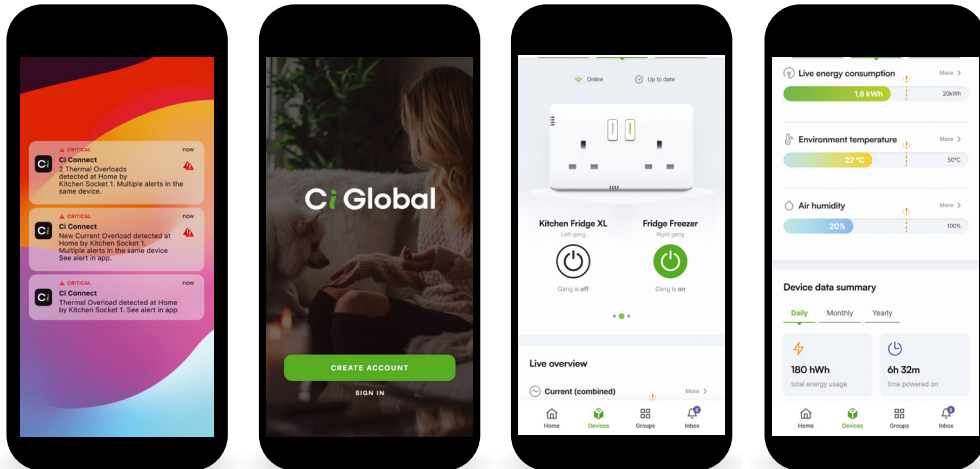 CRITICAL
now
Ci
Ci Connect
2 Thermal Overloads
detected at Home by
Kitchen Socket 1. Multiple alerts in the
same device.
CRITICAL
now
Ci
Ci Connect
New Current Overload detected at
Home by Kitchen Socket 1.
Multiple alerts in the same device
See alert in app.
CRITICAL
now
Ci
Ci Connect
Thermal Overload detected at Home
by Kitchen Socket 1. See alert in app
Ci Global
CREATE ACCOUNT
SIGN IN
Online
Up to date
Kitchen Fridge XL
Left gang
Gang is off
Fridge Freezer
Right gang
Gang is on
Live overview
Current (combined)
More >
Home
Devices
Groups
Inbox
Live energy consumption
More >
1,6 kWh
20kWh
Environment temperature
More >
22 °C
50°C
Air humidity
More >
20%
100%
Device data summary
Daily
Monthly
Yearly
180 hWh
total energy usage
6h 32m
time powered on
Home
Devices
Groups
Inbox